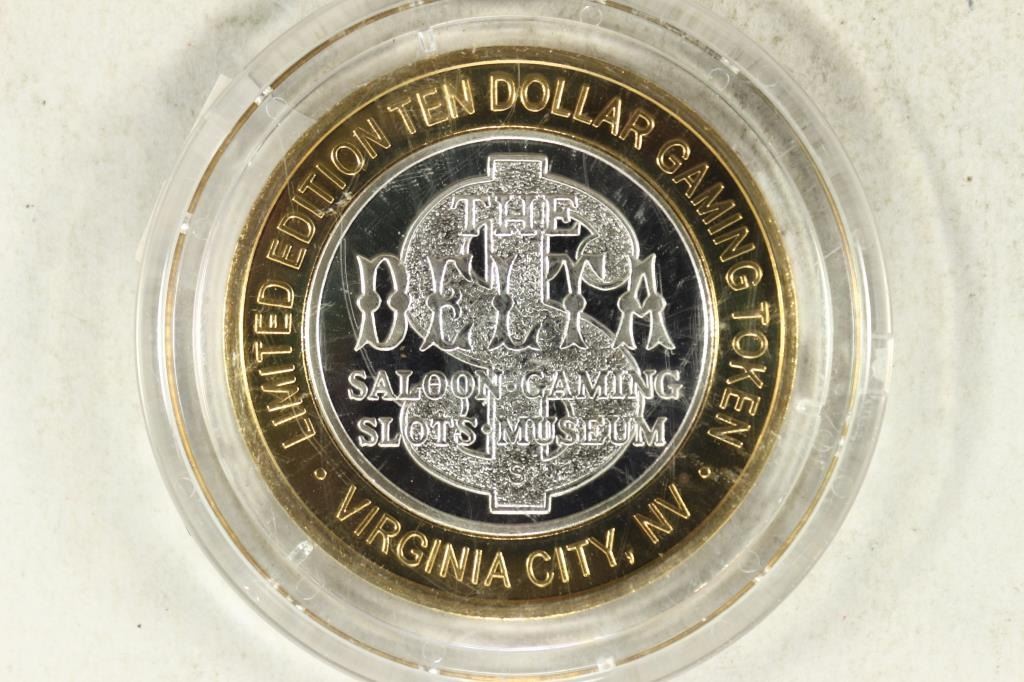 LIMITED EDITION TEN DOLLAR GAMING TOKEN
THE
DELTA
SALOON·GAMING
SLOTS·MUSEUM
S
• VIRGINIA CITY, NV •